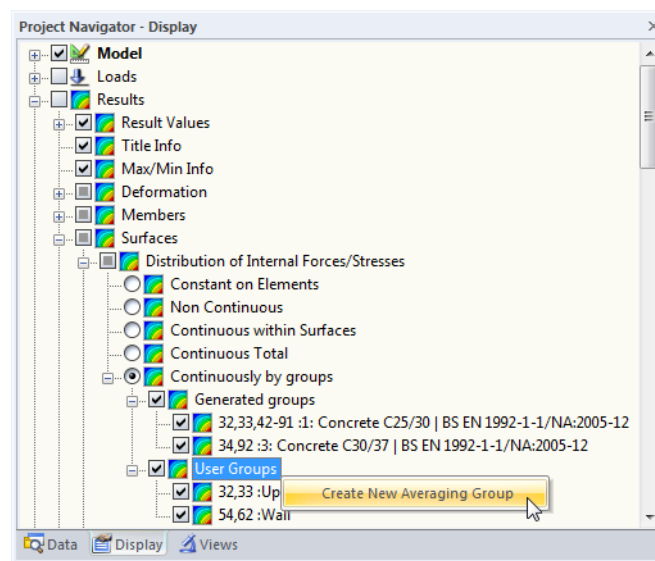 Project Navigator - Display
Model
Loads
Results
Result Values
Title Info
Max/Min Info
Deformation
Members
Surfaces
Distribution of Internal Forces/Stresses
Constant on Elements
Non Continuous
Continuous within Surfaces
Continuous Total
Continuously by groups
Generated groups
32,33,42-91 :1: Concrete C25/30 | BS EN 1992-1-1/NA:2005-12
34,92 :3: Concrete C30/37 | BS EN 1992-1-1/NA:2005-12
User Groups
32,33 :Up Create New Averaging Group
54,62 :Wall
Data Display Views